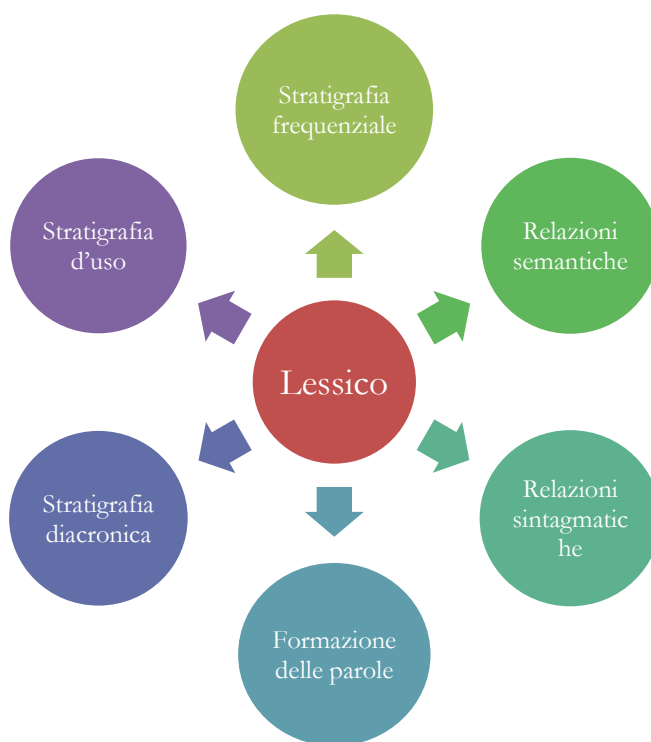 Stratigrafia
frequenziale
Stratigrafia
d'uso
Relazioni
semantiche
Lessico
Stratigrafia
diacronica
Relazioni
sintagmatic
he
Formazione
delle parole